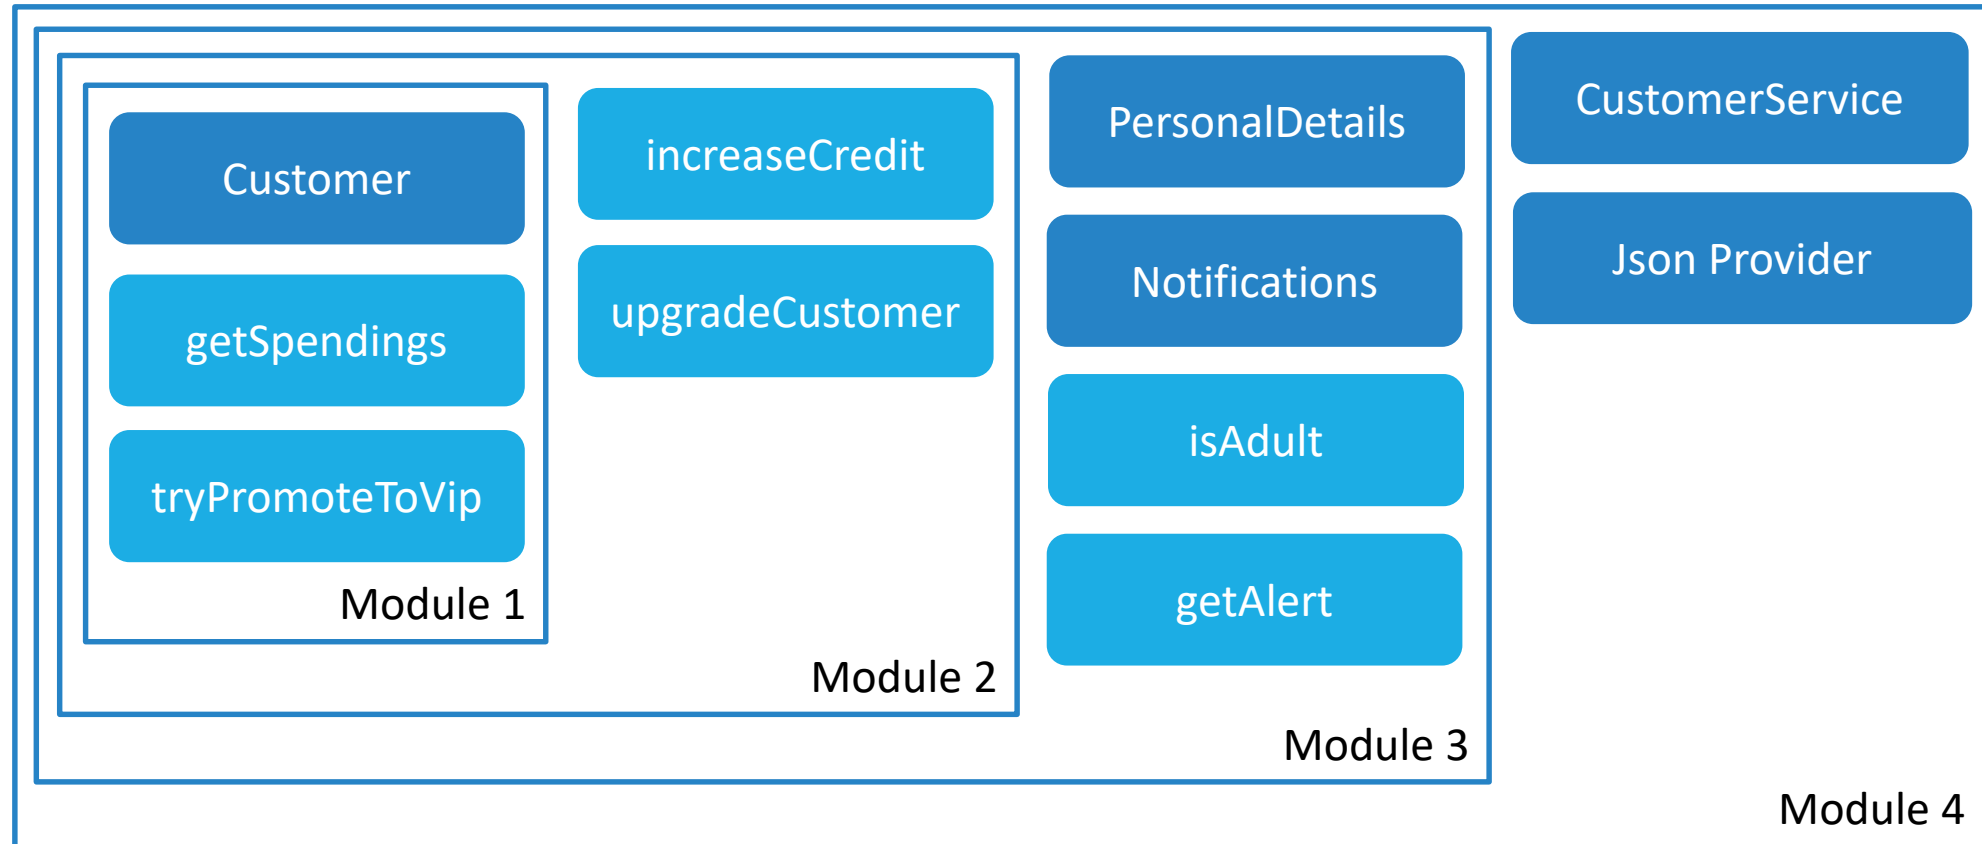 Customer
getSpendings
tryPromoteToVip
Module 1
increaseCredit
upgradeCustomer
Module 2
PersonalDetails
Notifications
isAdult
getAlert
Module 3
CustomerService
Json Provider
Module 4